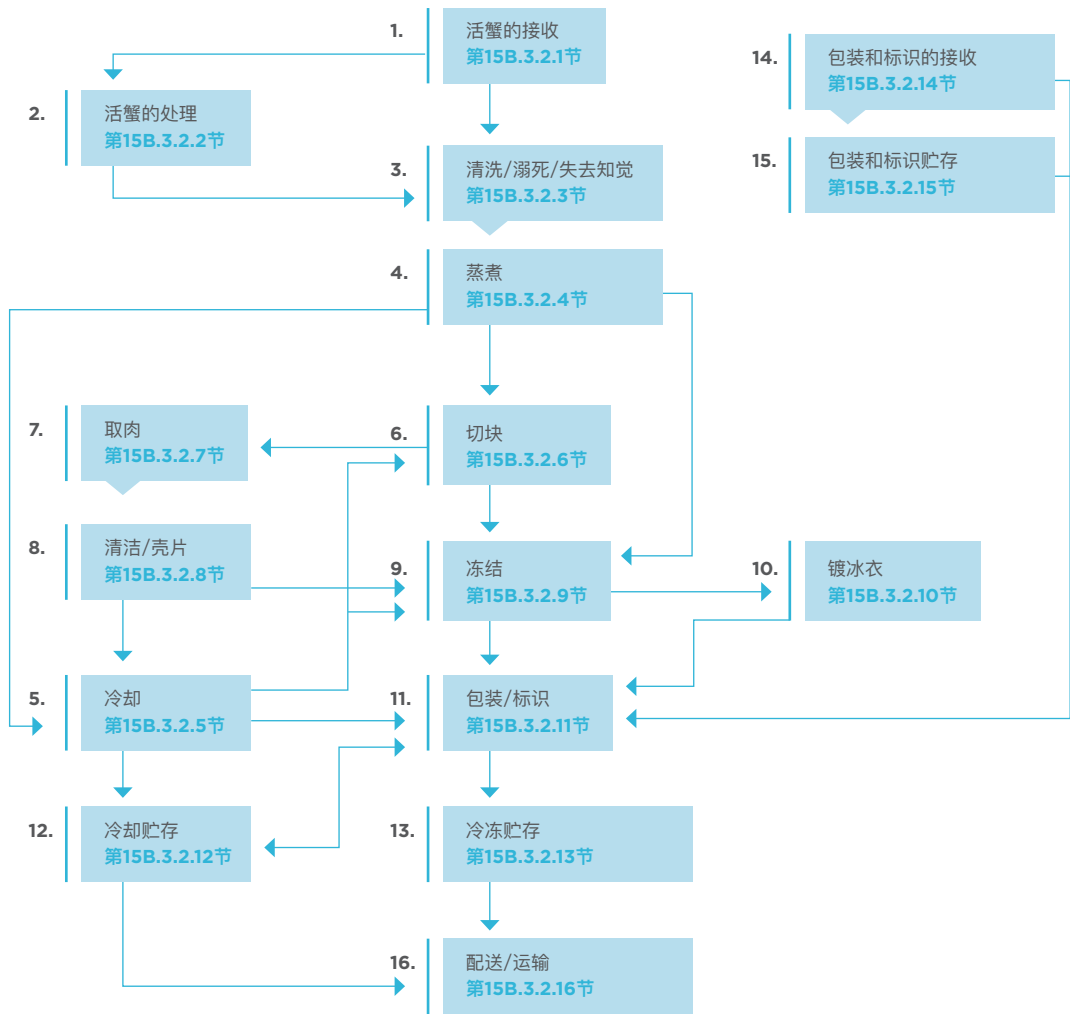 1.
活蟹的接收
第15B.3.2.1节
14.
包装和标识的接收
第15B.3.2.14节
2.
活蟹的处理
第15B.3.2.2节
3.
清洗/溺死/失去知觉
第15B.3.2.3节
15.
包装和标识贮存
第15B.3.2.15节
4.
蒸煮
第15B.3.2.4节
7.
取肉
第15B.3.2.7节
6.
切块
第15B.3.2.6节
8.
清洁/壳片
第15B.3.2.8节
9.
冻结
第15B.3.2.9节
10.
镀冰衣
第15B.3.2.10节
5.
冷却
第15B.3.2.5节
11.
包装/标识
第15B.3.2.11节
12.
冷却贮存
第15B.3.2.12节
13.
冷冻贮存
第15B.3.2.13节
16.
配送/运输
第15B.3.2.16节